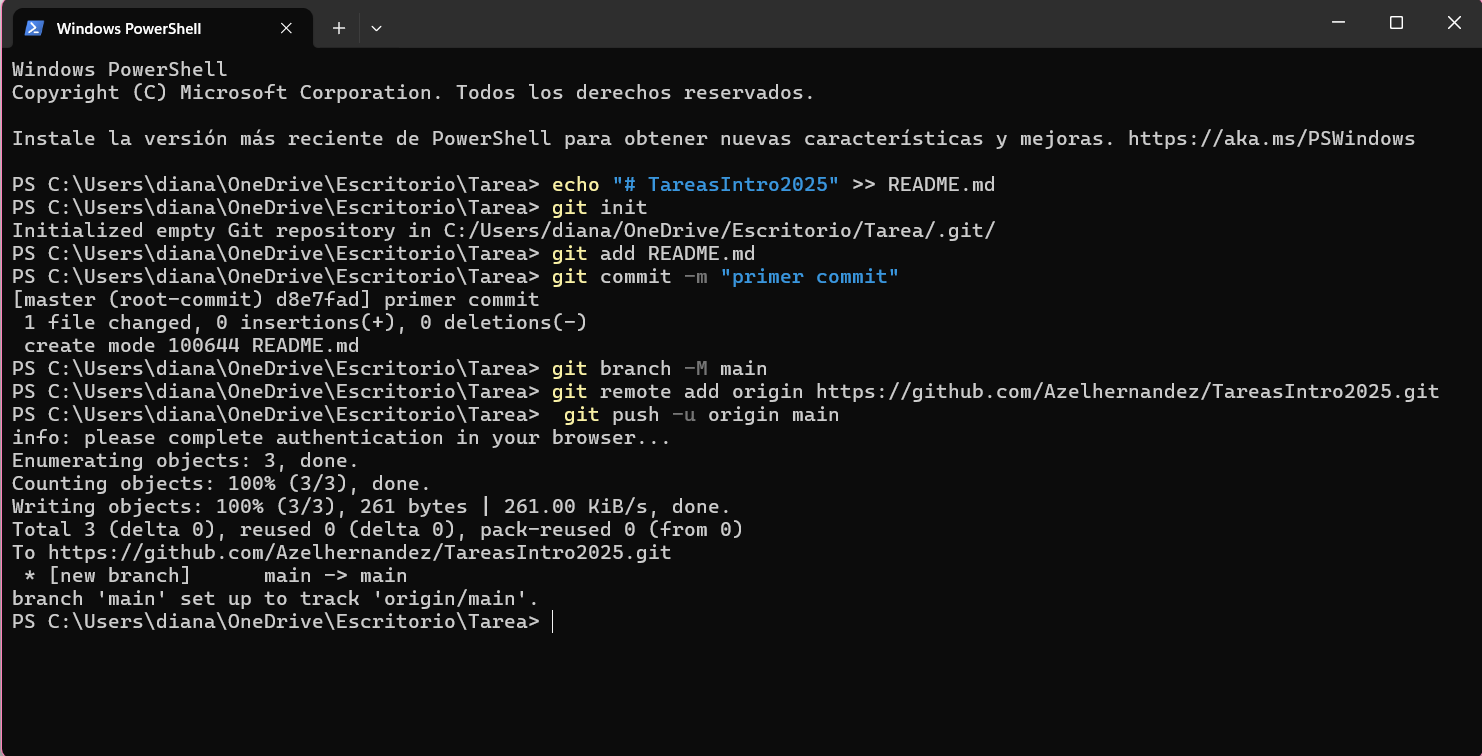 Windows PowerShell
Windows PowerShell
Copyright (C) Microsoft Corporation. Todos los derechos reservados.
Instale la versión más reciente de PowerShell para obtener nuevas características y mejoras. https://aka.ms/PSWindows
PS C:\Users\diana\OneDrive\Escritorio\Tarea> echo "# TareasIntro2025" >> README.md
PS C:\Users\diana\OneDrive\Escritorio\Tarea> git init
Initialized empty Git repository in C:/Users/diana/OneDrive/Escritorio/Tarea/.git/
PS C:\Users\diana\OneDrive\Escritorio\Tarea> git add README.md
PS C:\Users\diana\OneDrive\Escritorio\Tarea> git commit -m "primer commit"
[master (root-commit) d8e7fad] primer commit
 1 file changed, 0 insertions(+), 0 deletions(-)
 create mode 100644 README.md
PS C:\Users\diana\OneDrive\Escritorio\Tarea> git branch -M main
PS C:\Users\diana\OneDrive\Escritorio\Tarea> git remote add origin https://github.com/Azelhernandez/TareasIntro2025.git
PS C:\Users\diana\OneDrive\Escritorio\Tarea>  git push -u origin main
info: please complete authentication in your browser...
Enumerating objects: 3, done.
Counting objects: 100% (3/3), done.
Writing objects: 100% (3/3), 261 bytes | 261.00 KiB/s, done.
Total 3 (delta 0), reused 0 (delta 0), pack-reused 0 (from 0)
To https://github.com/Azelhernandez/TareasIntro2025.git
 * [new branch]      main -> main
branch 'main' set up to track 'origin/main'.
PS C:\Users\diana\OneDrive\Escritorio\Tarea>